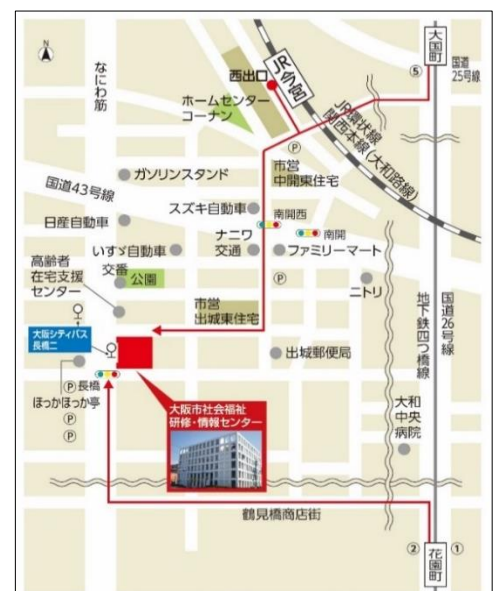 N
なにわ筋
西出口
JR今宮
大国町
⑤
国道
25号線
ホームセンター
コーナン
JR環状線
関西本線(大和路線)
Ⓟ
ガソリンスタンド
市営
中開東住宅
国道43号線
スズキ自動車
南開西
日産自動車
南開
いすゞ自動車
ナニワ
交通
ファミリーマート
高齢者
在宅支援
センター
交番
公園
Ⓟ
ニトリ
市営
出城東住宅
国道26号線
地下鉄四つ橋線
大阪シティバス
長橋二
出城郵便局
Ⓟ
長橋
ほっかほっか亭
Ⓟ
Ⓟ
大阪市社会福祉
研修・情報センター
大和
中央
病院
鶴見橋商店街
②
花園町
①